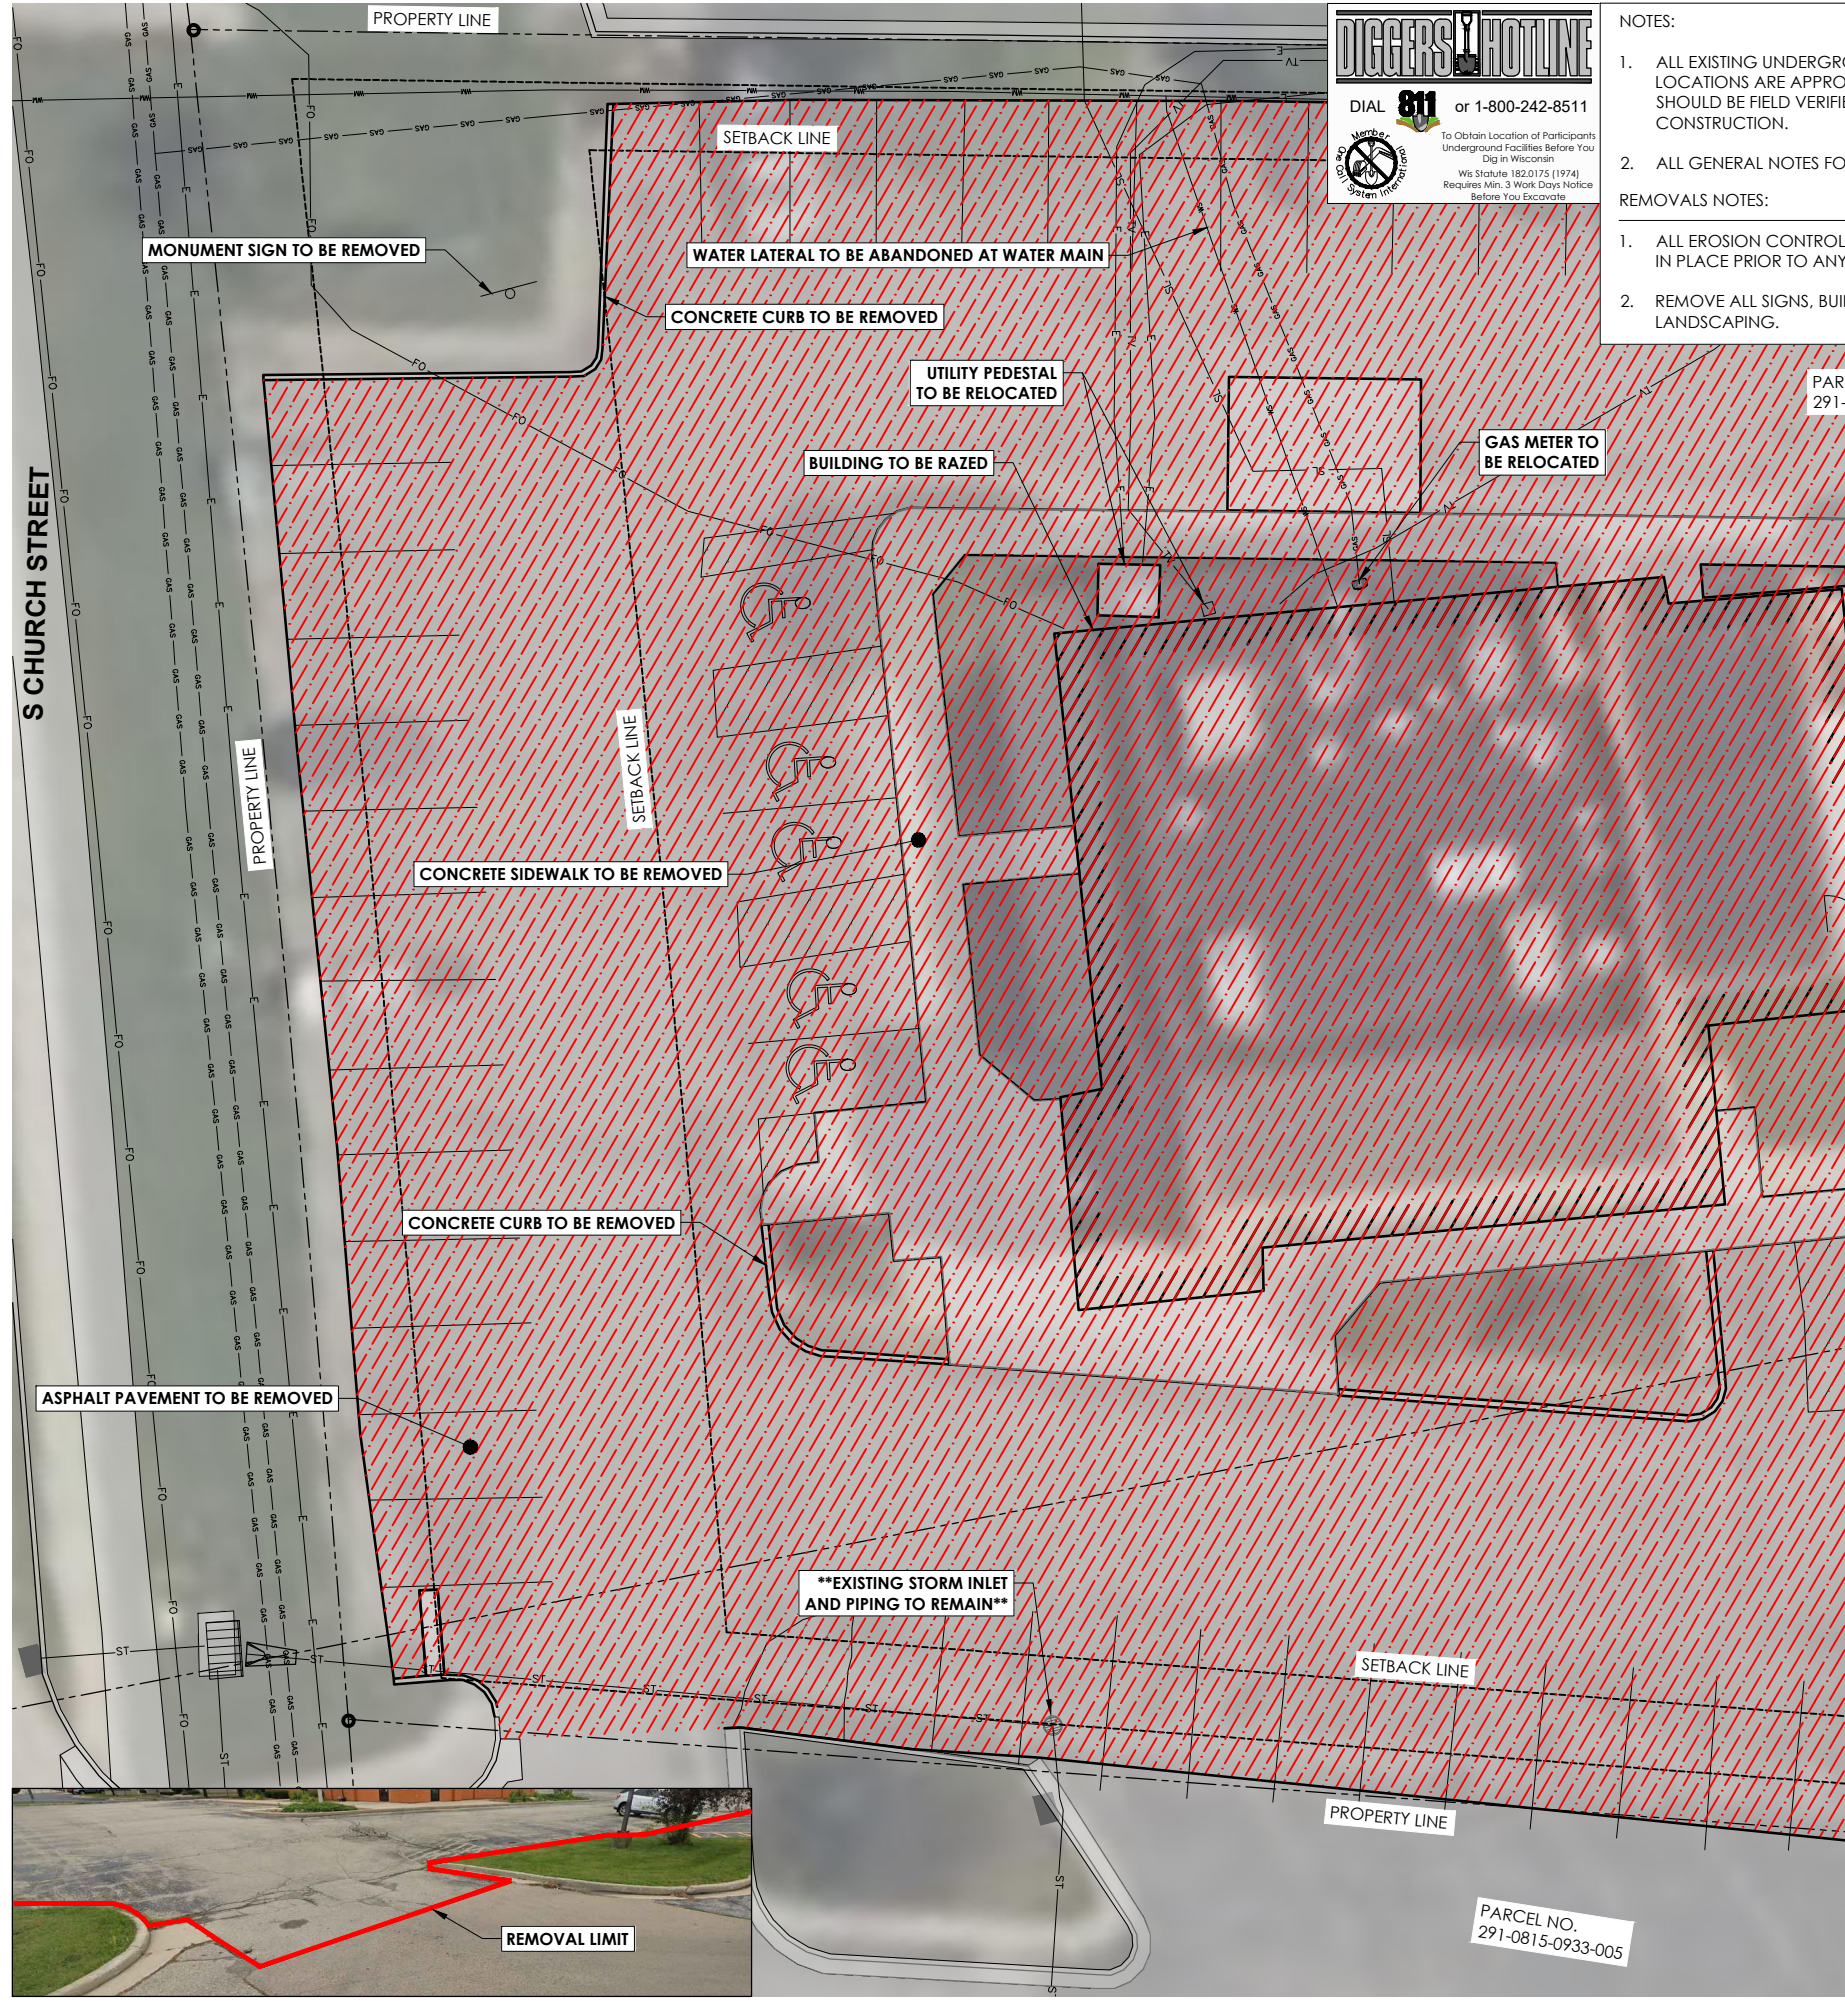 PROPERTY LINE
DIGGERS HOTLINE
DIAL 811 or 1-800-242-8511
Member
One Call System International
To Obtain Location of Participants
Underground Facilities Before You
Dig in Wisconsin
Wis Statute 182.0175 (1974)
Requires Min. 3 Work Days Notice
Before You Excavate
NOTES:
1. ALL EXISTING UNDERGRO
LOCATIONS ARE APPRO
SHOULD BE FIELD VERIFIE
CONSTRUCTION.
2. ALL GENERAL NOTES FO
REMOVALS NOTES:
1. ALL EROSION CONTROL
IN PLACE PRIOR TO ANY
2. REMOVE ALL SIGNS, BUI
LANDSCAPING.
SETBACK LINE
MONUMENT SIGN TO BE REMOVED
WATER LATERAL TO BE ABANDONED AT WATER MAIN
CONCRETE CURB TO BE REMOVED
UTILITY PEDESTAL
TO BE RELOCATED
PAR
291-
GAS METER TO
BE RELOCATED
BUILDING TO BE RAZED
S CHURCH STREET
PROPERTY LINE
SETBACK LINE
CONCRETE SIDEWALK TO BE REMOVED
CONCRETE CURB TO BE REMOVED
ASPHALT PAVEMENT TO BE REMOVED
**EXISTING STORM INLET
AND PIPING TO REMAIN**
SETBACK LINE
PROPERTY LINE
REMOVAL LIMIT
PARCEL NO.
291-0815-0933-005